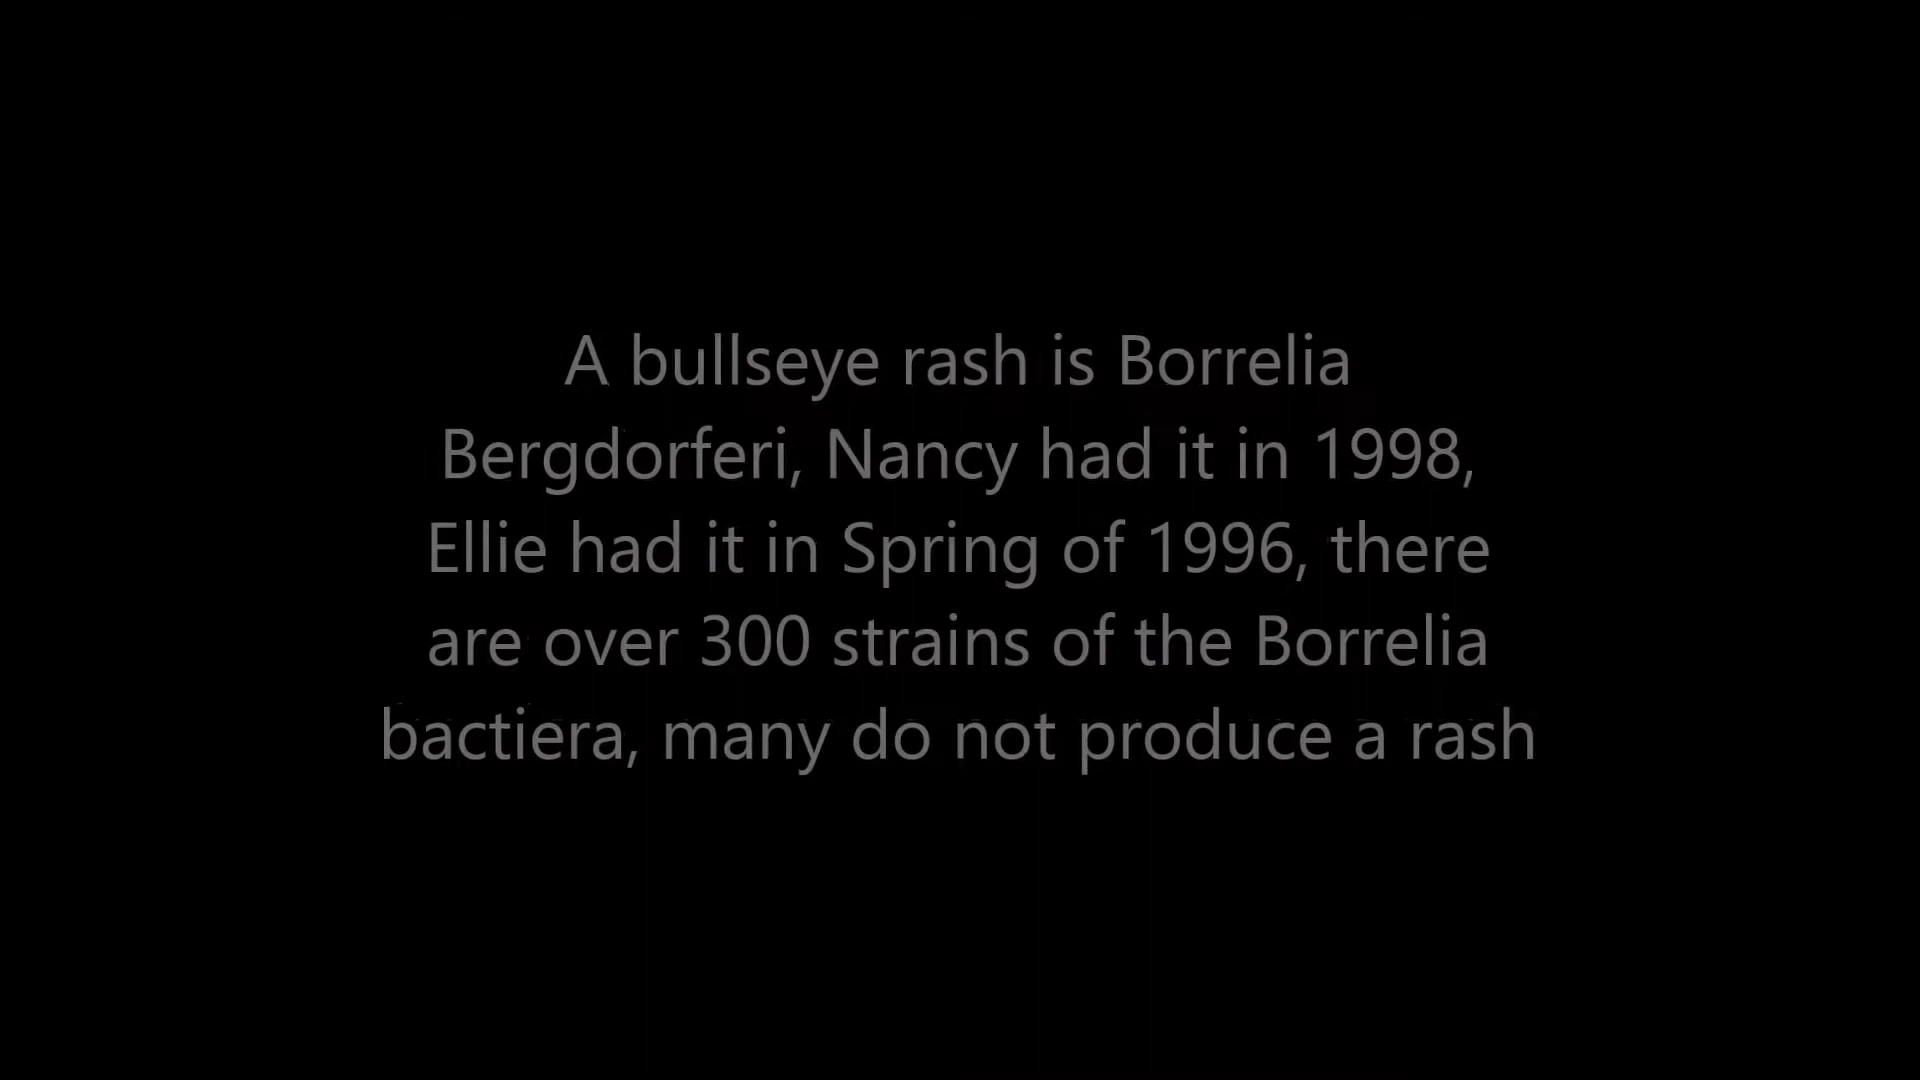 A bullseye rash is Borrelia
Bergdorferi, Nancy had it in 1998,
Ellie had it in Spring of 1996, there
are over 300 strains of the Borrelia
bactiera, many do not produce a rash